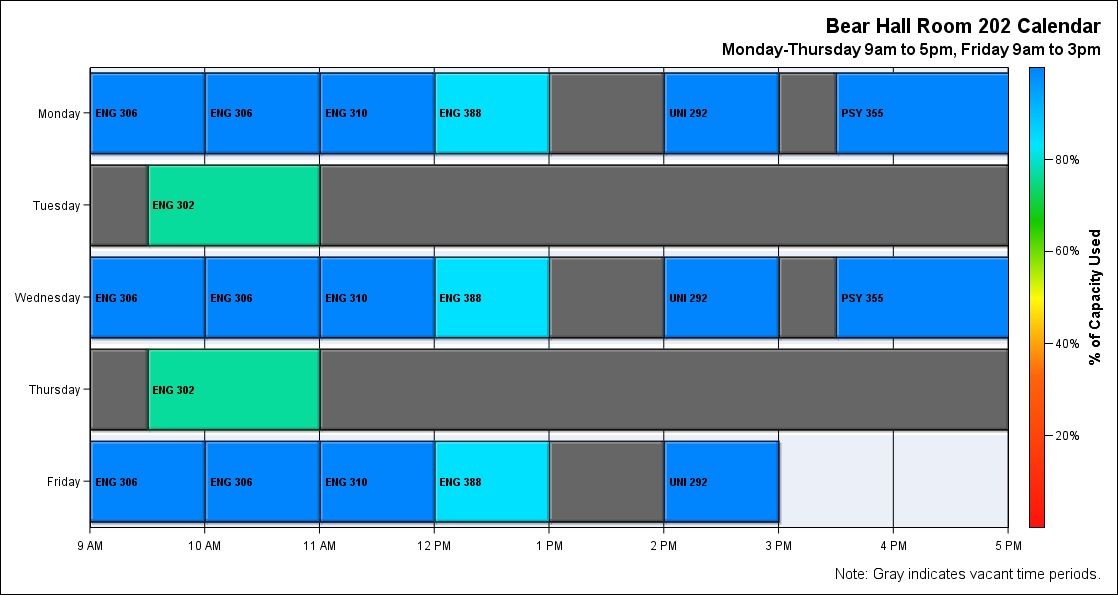 Bear Hall Room 202 Calendar
Monday-Thursday 9am to 5pm, Friday 9am to 3pm
Monday ENG 306 ENG 306 ENG 310 ENG 388 UNI 292 PSY 355
80%
Tuesday ENG 302
60%
% of Capacity Used
Wednesday ENG 306 ENG 306 ENG 310 ENG 388 UNI 292 PSY 355
40%
Thursday ENG 302
20%
Friday ENG 306 ENG 306 ENG 310 ENG 388 UNI 292
9 AM 10 AM 11 AM 12 PM 1 PM 2 PM 3 PM 4 PM 5 PM
Note: Gray indicates vacant time periods.